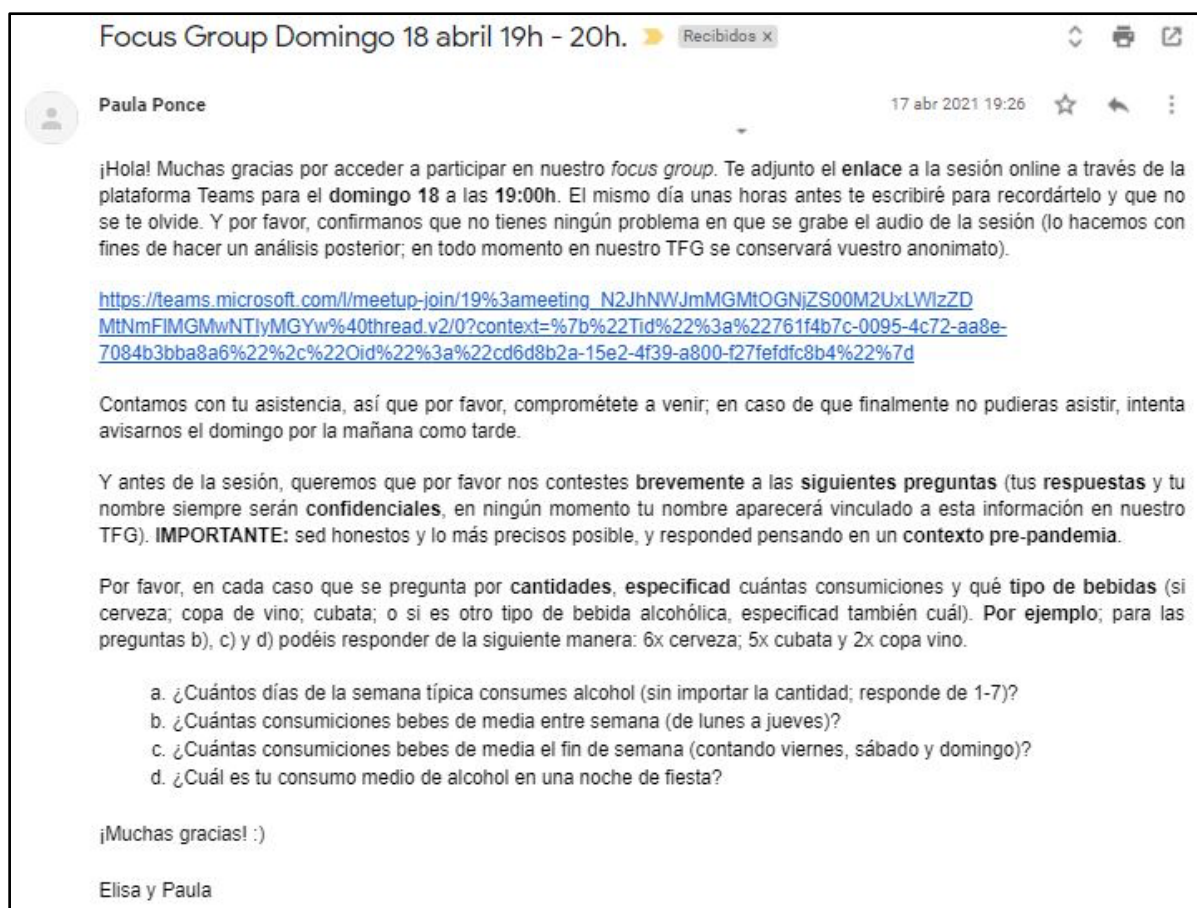 Focus Group Domingo 18 abril 19h - 20h. Recibidos x
Paula Ponce 17 abr 2021 19:26
¡Hola! Muchas gracias por acceder a participar en nuestro focus group. Te adjunto el enlace a la sesión online a través de la
plataforma Teams para el domingo 18 a las 19:00h. El mismo día unas horas antes te escribiré para recordártelo y que no
se te olvide. Y por favor, confirmanos que no tienes ningún problema en que se grabe el audio de la sesión (lo hacemos con
fines de hacer un análisis posterior; en todo momento en nuestro TFG se conservará vuestro anonimato).
https://teams.microsoft.com/l/meetup-join/19%3ameeting_N2JhNWJmMGMtOGNjZS00M2UxLWIzZD
MtNmFlMGMwNTIyMGYw%40thread.v2/0?context=%7b%22Tid%22%3a%22761f4b7c-0095-4c72-aa8e-
7084b3bba8a6%22%2c%22Oid%22%3a%22cd6d8b2a-15e2-4f39-a800-f27fefdfc8b4%22%7d
Contamos con tu asistencia, así que por favor, comprométete a venir; en caso de que finalmente no pudieras asistir, intenta
avisarnos el domingo por la mañana como tarde.
Y antes de la sesión, queremos que por favor nos contestes brevemente a las siguientes preguntas (tus respuestas y tu
nombre siempre serán confidenciales, en ningún momento tu nombre aparecerá vinculado a esta información en nuestro
TFG). IMPORTANTE: sed honestos y lo más precisos posible, y responded pensando en un contexto pre-pandemia.
Por favor, en cada caso que se pregunta por cantidades, especificad cuántas consumiciones y qué tipo de bebidas (si
cerveza; copa de vino; cubata; o si es otro tipo de bebida alcohólica, especificad también cuál). Por ejemplo; para las
preguntas b), c) y d) podéis responder de la siguiente manera: 6x cerveza; 5x cubata y 2x copa vino.
a. ¿Cuántos días de la semana típica consumes alcohol (sin importar la cantidad; responde de 1-7)?
b. ¿Cuántas consumiciones bebes de media entre semana (de lunes a jueves)?
c. ¿Cuántas consumiciones bebes de media el fin de semana (contando viernes, sábado y domingo)?
d. ¿Cuál es tu consumo medio de alcohol en una noche de fiesta?
¡Muchas gracias! :)
Elisa y Paula